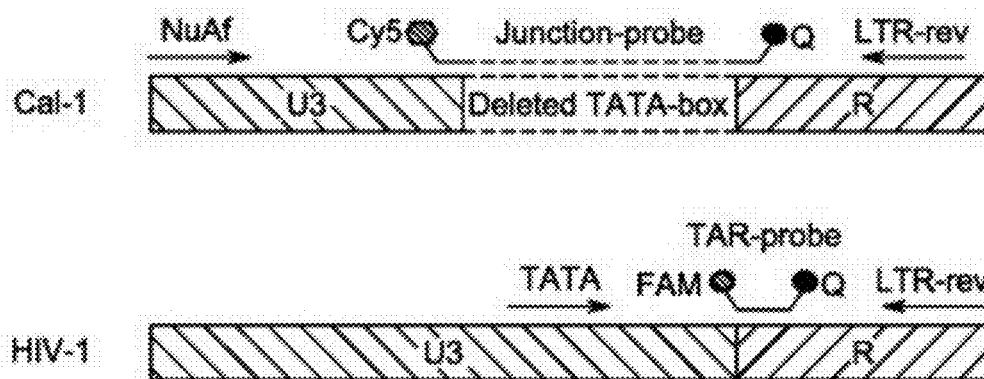 NuAf Cy5 Junction-probe Q LTR-rev
Cal-1 U3 Deleted TATA-box R
TAR-probe
TATA FAM Q LTR-rev
HIV-1 U3 R